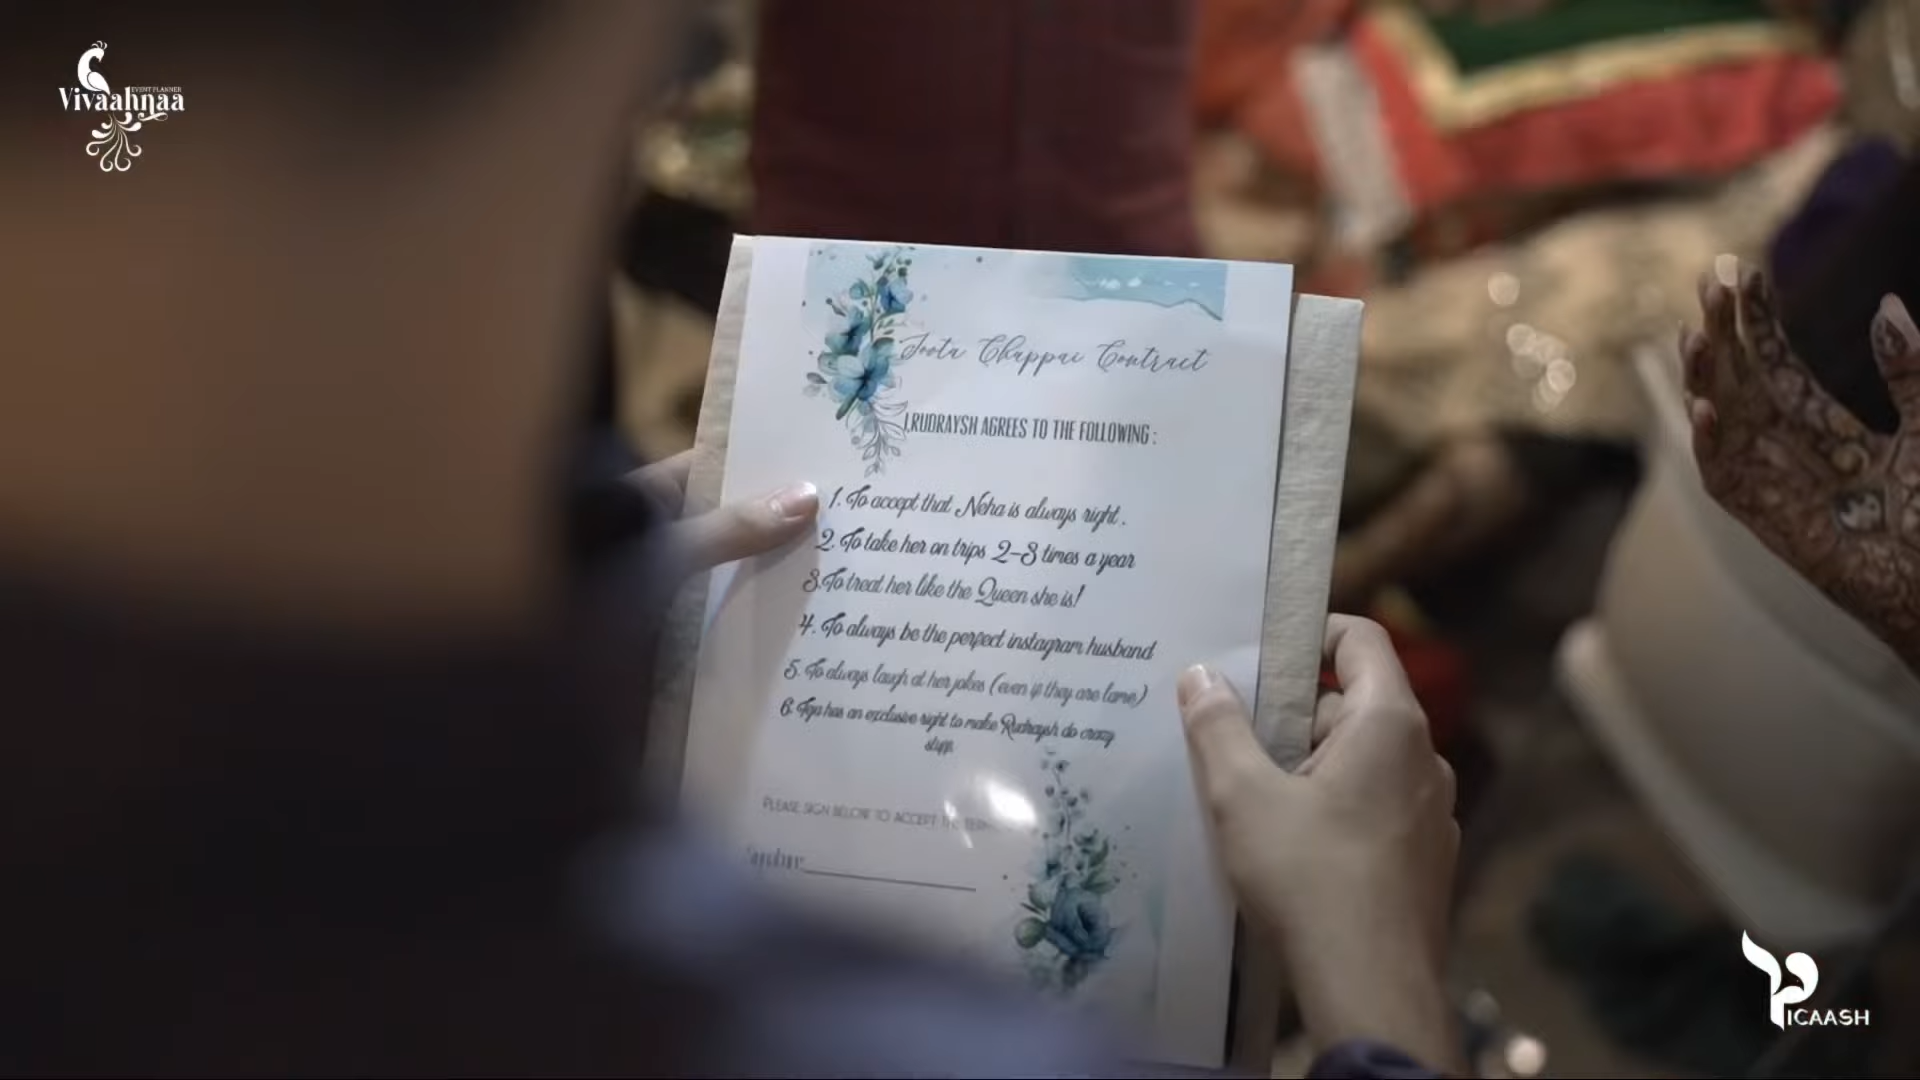 EVENT PLANNER
Vivaahnaa
Joota Chappai Contract
I,RUDRAYSH AGREES TO THE FOLLOWING :
1. To accept that Neha is always right .
2. To take her on trips 2-3 times a year
3.To treat her like the Queen she is!
4. To always be the perfect instagram husband
5. To always laugh at her jokes (even if they are lame)
6. Tga has an exclusive right to make Rudraysh do crazy
stuff.
PLEASE SIGN BELOW TO ACCEPT THE
PICAASH